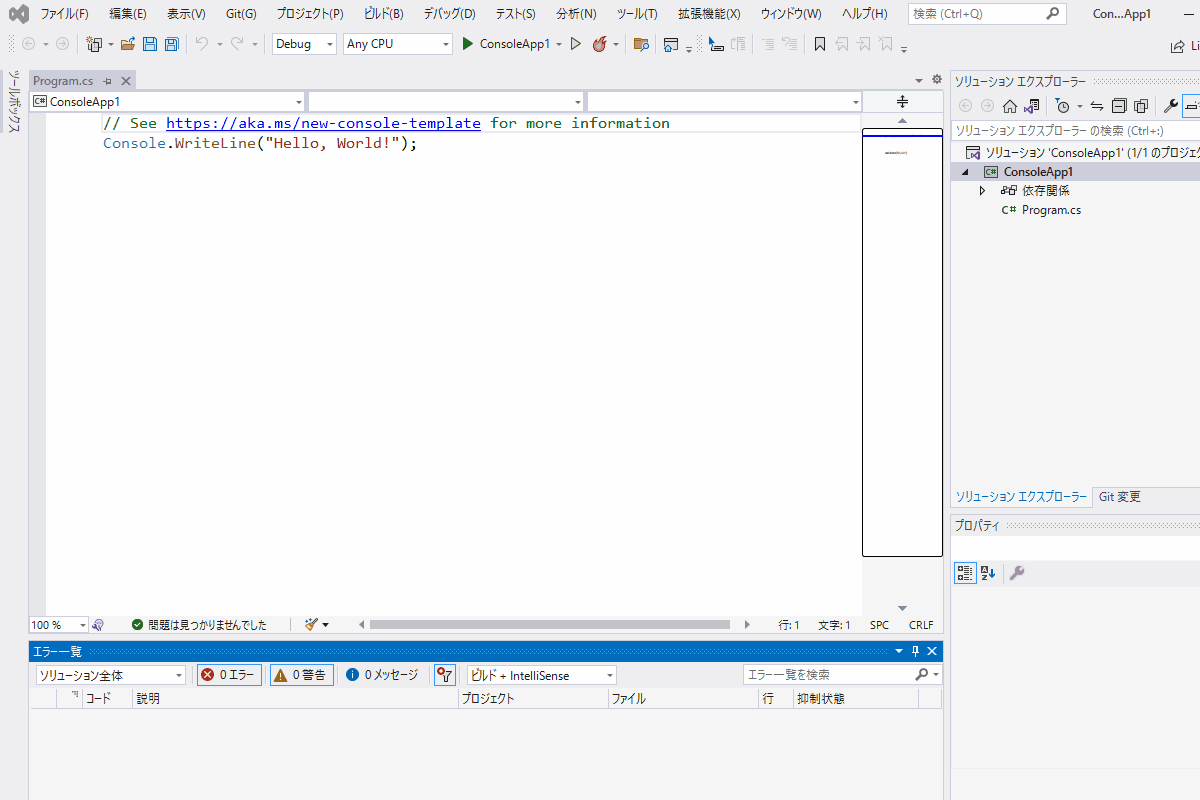 ファイル(F) 編集(E) 表示(V) Git(G) プロジェクト(P) ビルド(B) デバッグ(D) テスト(S) 分析(N) ツール(T) 拡張機能(X) ウィンドウ(W) ヘルプ(H) 検索 (Ctrl+Q) Con...App1
Debug Any CPU ConsoleApp1 Li
ツールボックス
Program.cs
C# ConsoleApp1
// See https://aka.ms/new-console-template for more information
Console.WriteLine("Hello, World!");
100 % 問題は見つかりませんでした 行: 1 文字: 1 SPC CRLF
エラー一覧
ソリューション全体 0 エラー 0 警告 0 メッセージ ビルド + IntelliSense エラー一覧を検索
コード 説明 プロジェクト ファイル 行 抑制状態
ソリューション エクスプローラー
ソリューション エクスプローラー の検索 (Ctrl+:)
ソリューション 'ConsoleApp1' (1/1 のプロジェク
C# ConsoleApp1
依存関係
C# Program.cs
ソリューション エクスプローラー Git 変更
プロパティ